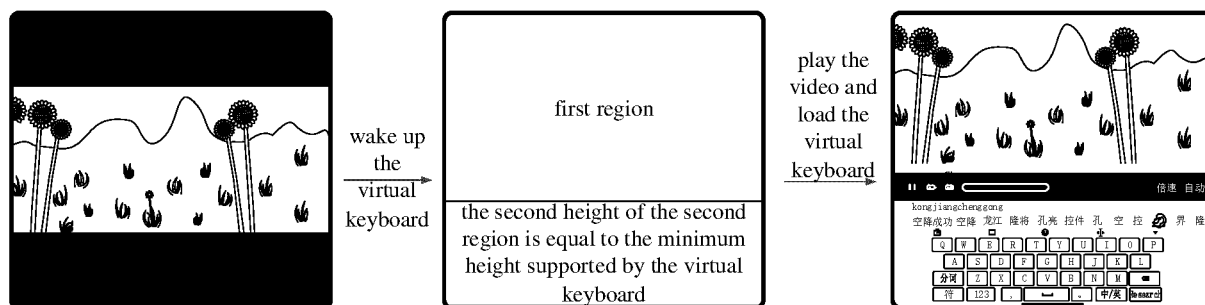 wake up
the
virtual
keyboard
first region
the second height of the second
region is equal to the minimum
height supported by the virtual
keyboard
play the
video and
load the
virtual
keyboard
倍速 自动
kongjiangchenggong
空降成功 空降 龙江 隆将 孔亮 控件 孔 空 控 界 隆
Q W E R T Y U I O P
A S D F G H J K L
分词 Z X C V B N M
符 123 , 。 中/英